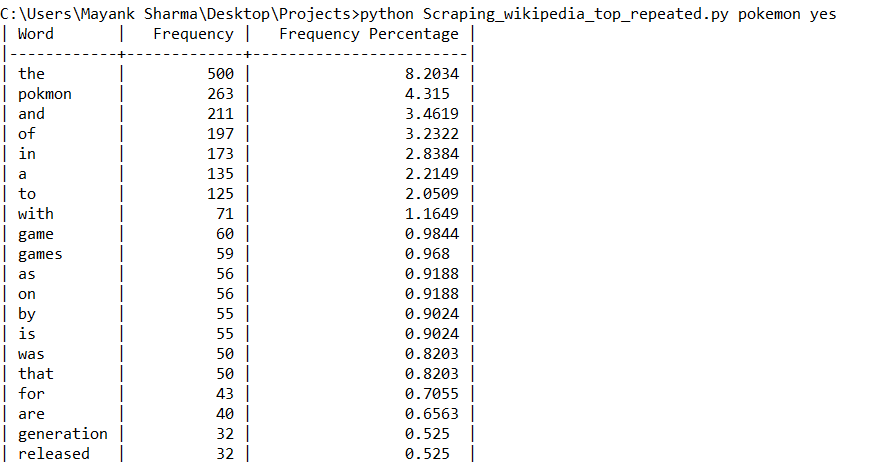 C:\Users\Mayank Sharma\Desktop\Projects>python Scraping_wikipedia_top_repeated.py pokemon yes
| Word       |   Frequency |   Frequency Percentage |
|------------+-------------+------------------------|
| the        |         500 |                 8.2034 |
| pokmon     |         263 |                 4.315  |
| and        |         211 |                 3.4619 |
| of         |         197 |                 3.2322 |
| in         |         173 |                 2.8384 |
| a          |         135 |                 2.2149 |
| to         |         125 |                 2.0509 |
| with       |          71 |                 1.1649 |
| game       |          60 |                 0.9844 |
| games      |          59 |                 0.968  |
| as         |          56 |                 0.9188 |
| on         |          56 |                 0.9188 |
| by         |          55 |                 0.9024 |
| is         |          55 |                 0.9024 |
| was        |          50 |                 0.8203 |
| that       |          50 |                 0.8203 |
| for        |          43 |                 0.7055 |
| are        |          40 |                 0.6563 |
| generation |          32 |                 0.525  |
| released   |          32 |                 0.525  |